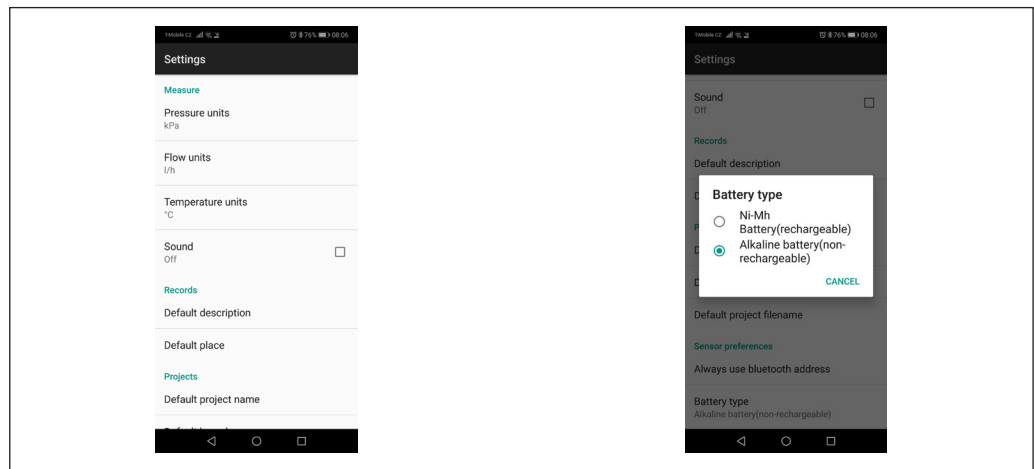 T-Mobile CZ 76% 08:06
Settings
Measure
Pressure units
kPa
Flow units
l/h
Temperature units
°C
Sound
Off
Records
Default description
Default place
Projects
Default project name
T-Mobile CZ 76% 08:06
Settings
Sound
Off
Records
Default description
D
P
D
D
Battery type
Ni-Mh
Battery(rechargeable)
Alkaline battery(non-
rechargeable)
CANCEL
Default project filename
Sensor preferences
Always use bluetooth address
Battery type
Alkaline battery(non-rechargeable)